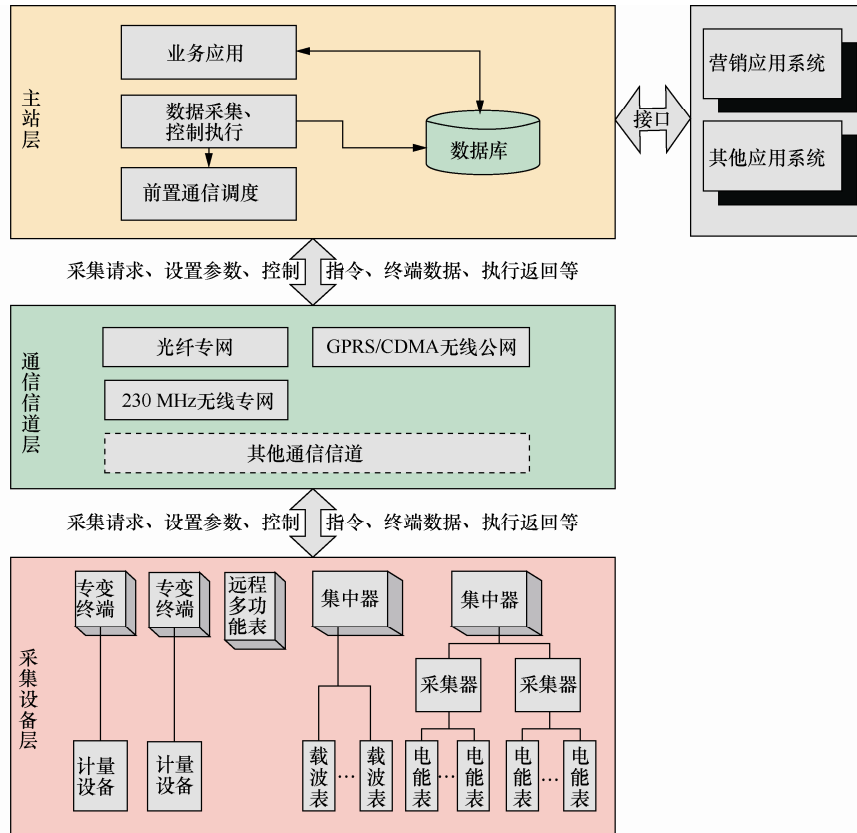 主站层
业务应用
数据采集、
控制执行
前置通信调度
数据库
接口
营销应用系统
其他应用系统
采集请求、设置参数、控制 指令、终端数据、执行返回等
通信信道层
光纤专网
GPRS/CDMA无线公网
230 MHz无线专网
其他通信信道
采集请求、设置参数、控制 指令、终端数据、执行返回等
采集设备层
专变
终端
专变
终端
远程
多功
能表
集中器
集中器
采集器
采集器
计量
设备
计量
设备
载波表
…
载波表
电能表
…
电能表
电能表
…
电能表